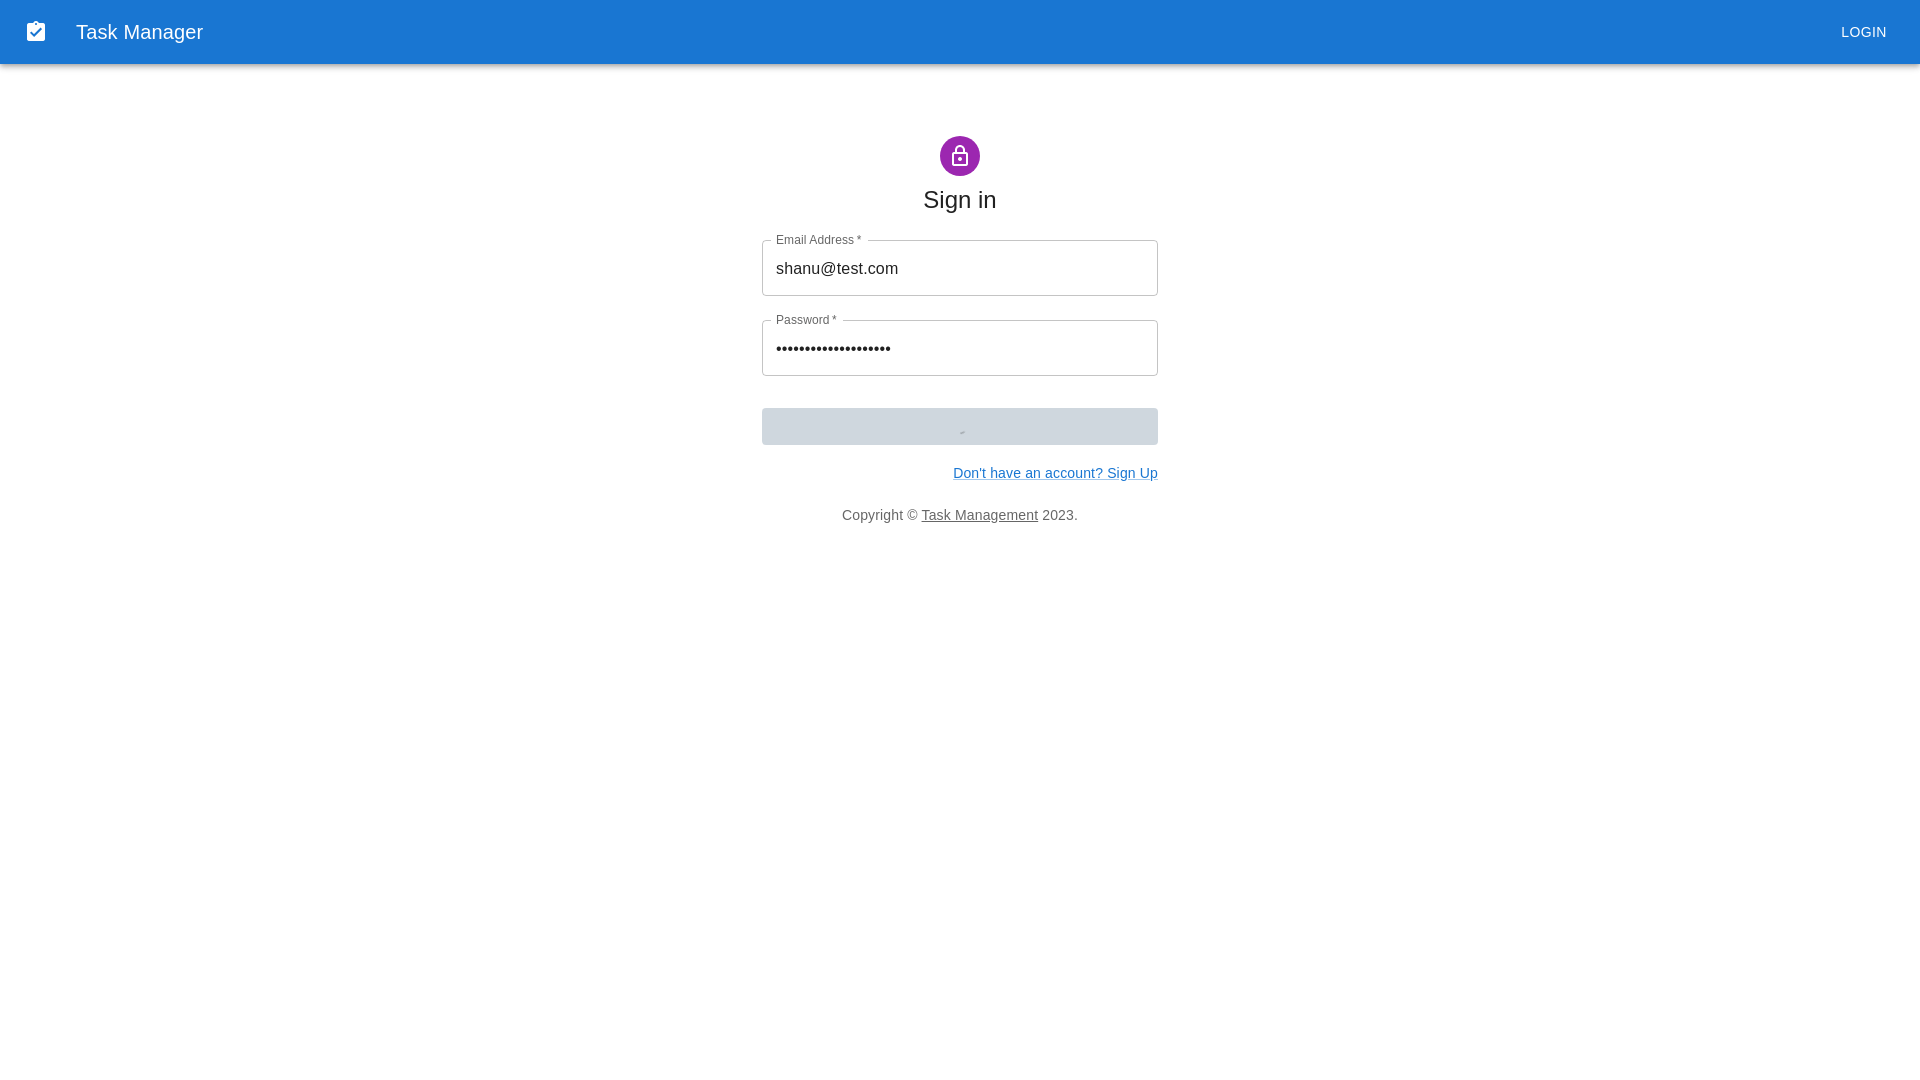 Task Manager
LOGIN
Sign in
Email Address *
shanu@test.com
Password *
••••••••••••••••••••
Don't have an account? Sign Up
Copyright © Task Management 2023.